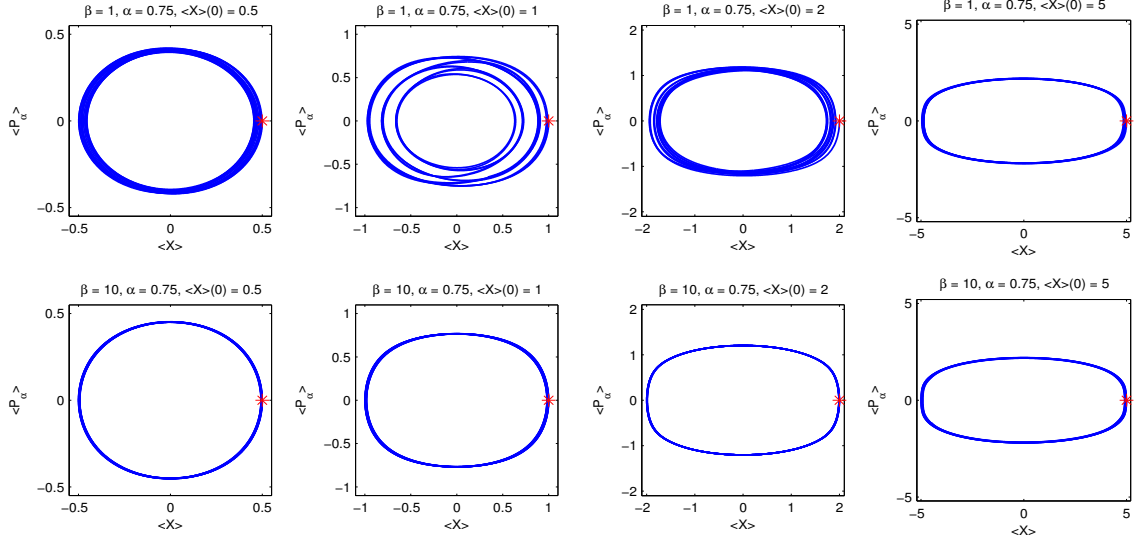 β = 1, α = 0.75, <X>(0) = 0.5
0.5
0
−0.5
−0.5
0
0.5
<X>
<P_α>
β = 1, α = 0.75, <X>(0) = 1
1
0.5
0
−0.5
−1
−1
−0.5
0
0.5
1
<X>
<P_α>
β = 1, α = 0.75, <X>(0) = 2
2
1
0
−1
−2
−2
−1
0
1
2
<X>
<P_α>
β = 1, α = 0.75, <X>(0) = 5
5
0
−5
−5
0
5
<X>
<P_α>
β = 10, α = 0.75, <X>(0) = 0.5
0.5
0
−0.5
−0.5
0
0.5
<X>
<P_α>
β = 10, α = 0.75, <X>(0) = 1
1
0.5
0
−0.5
−1
−1
−0.5
0
0.5
1
<X>
<P_α>
β = 10, α = 0.75, <X>(0) = 2
2
1
0
−1
−2
−2
−1
0
1
2
<X>
<P_α>
β = 10, α = 0.75, <X>(0) = 5
5
0
−5
−5
0
5
<X>
<P_α>